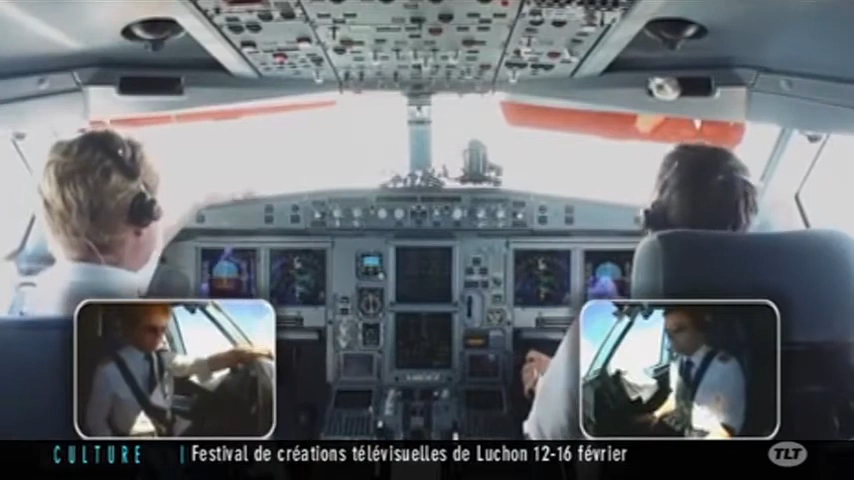 CULTURE | Festival de créations télévisuelles de Luchon 12-16 février
TLT